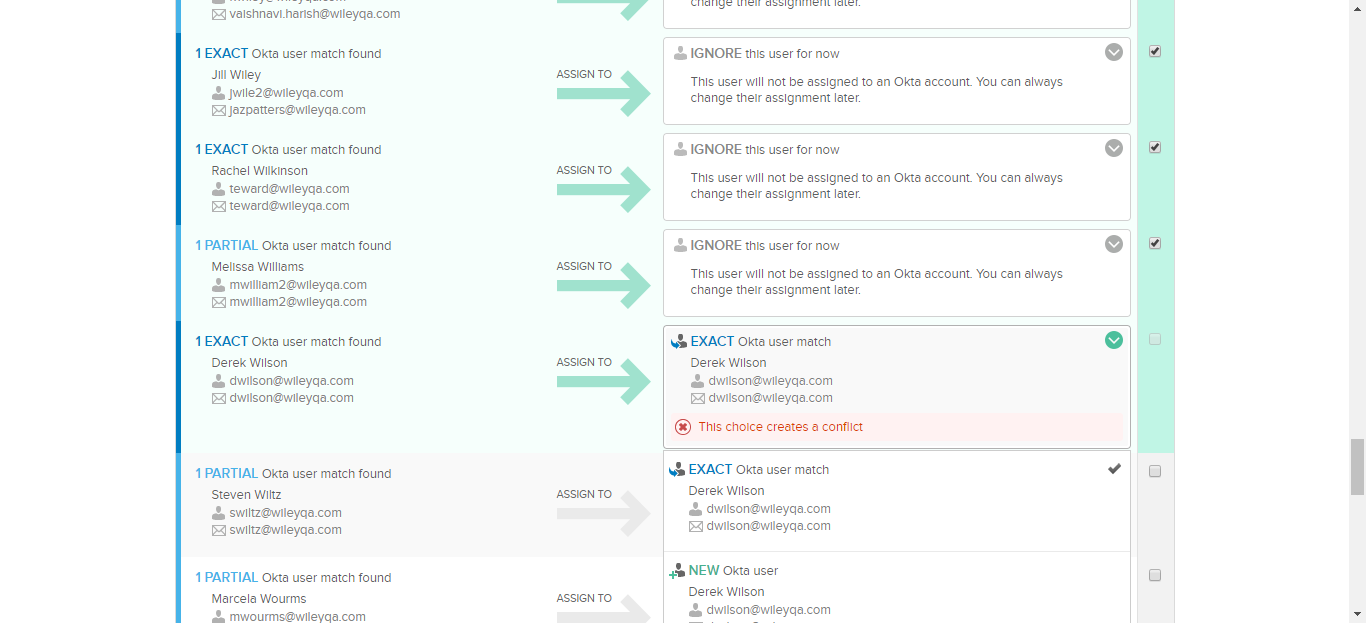 vaishnavi.harish@wileyqa.com
change their assignment later.
1 EXACT Okta user match found
Jill Wiley
jwile2@wileyqa.com
jazpatters@wileyqa.com
ASSIGN TO
IGNORE this user for now
This user will not be assigned to an Okta account. You can always
change their assignment later.
1 EXACT Okta user match found
Rachel Wilkinson
teward@wileyqa.com
teward@wileyqa.com
ASSIGN TO
IGNORE this user for now
This user will not be assigned to an Okta account. You can always
change their assignment later.
1 PARTIAL Okta user match found
Melissa Williams
mwilliam2@wileyqa.com
mwilliam2@wileyqa.com
ASSIGN TO
IGNORE this user for now
This user will not be assigned to an Okta account. You can always
change their assignment later.
1 EXACT Okta user match found
Derek Wilson
dwilson@wileyqa.com
dwilson@wileyqa.com
ASSIGN TO
EXACT Okta user match
Derek Wilson
dwilson@wileyqa.com
dwilson@wileyqa.com
This choice creates a conflict
1 PARTIAL Okta user match found
Steven Wiltz
swiltz@wileyqa.com
swiltz@wileyqa.com
ASSIGN TO
EXACT Okta user match
Derek Wilson
dwilson@wileyqa.com
dwilson@wileyqa.com
1 PARTIAL Okta user match found
Marcela Wourms
mwourms@wileyqa.com
ASSIGN TO
NEW Okta user
Derek Wilson
dwilson@wileyqa.com